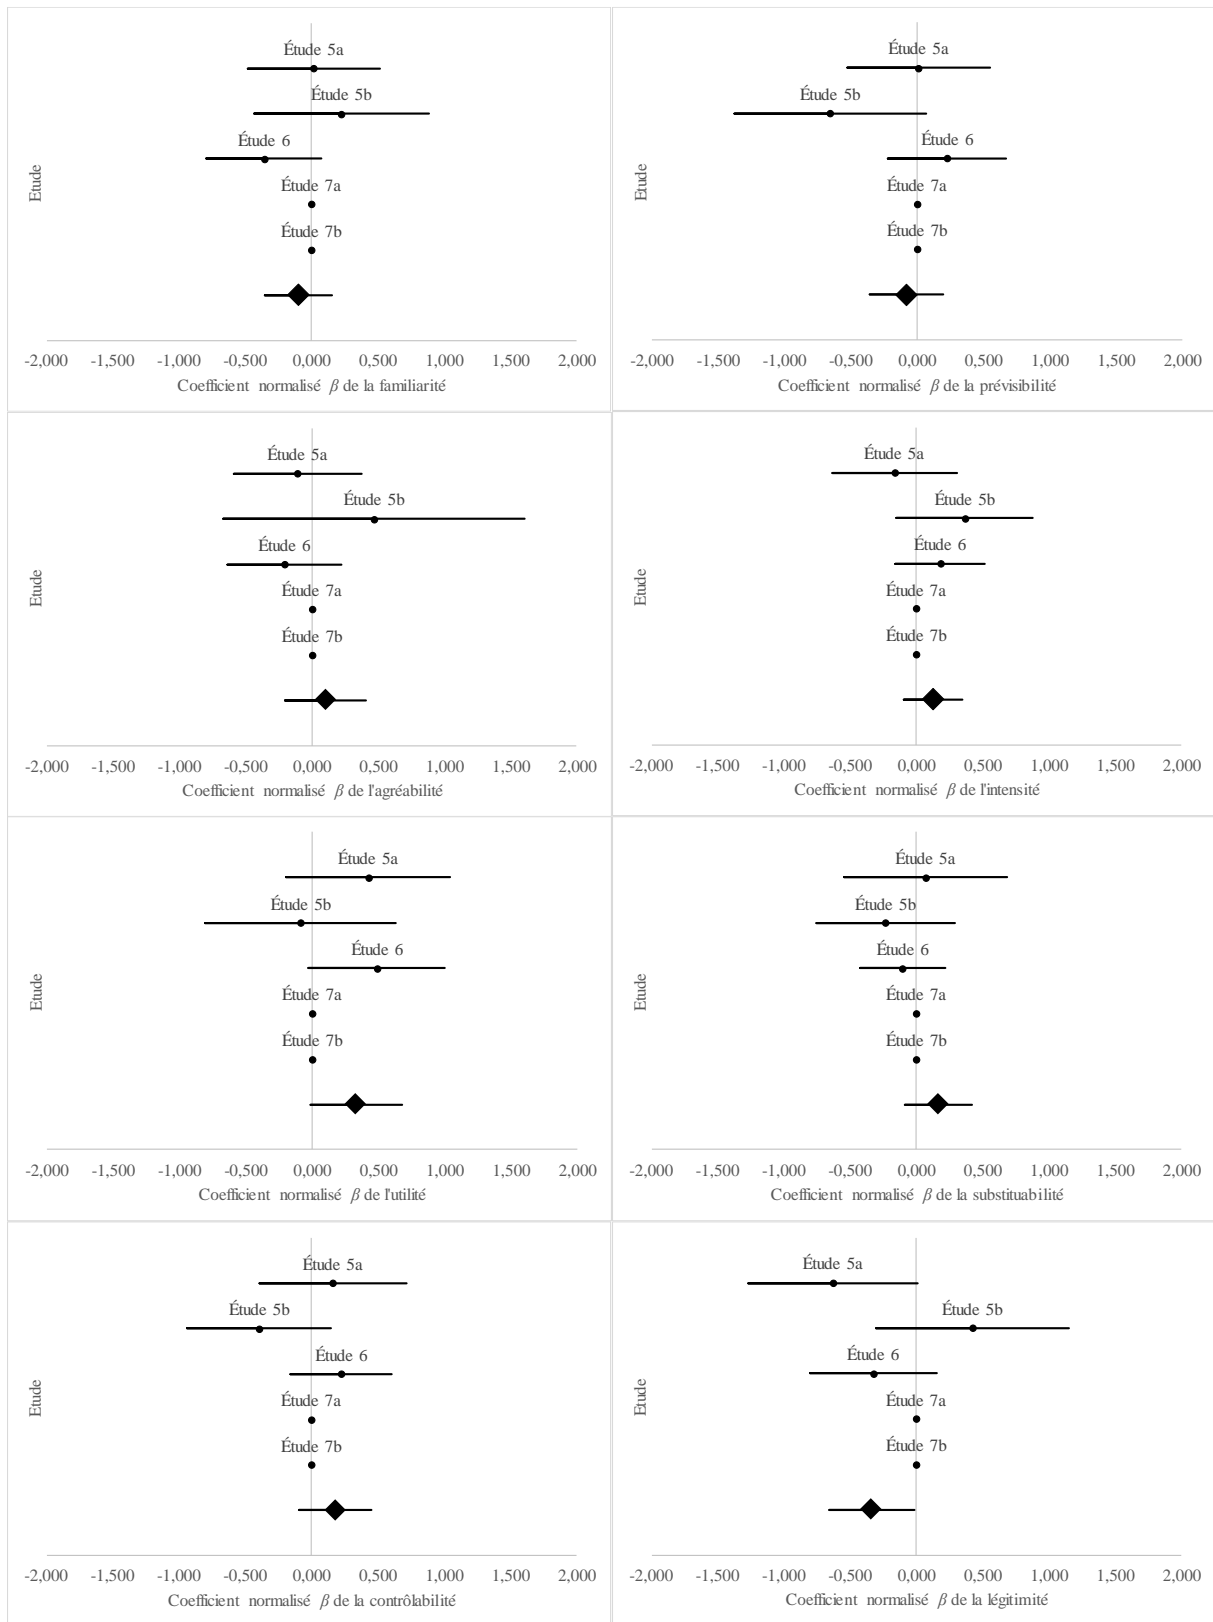 Étude 5a
Étude 5b
Étude 6
Étude 7a
Étude 7b
Etude
-2,000 -1,500 -1,000 -0,500 0,000 0,500 1,000 1,500 2,000
Coefficient normalisé β de la familiarité
Étude 5a
Étude 5b
Étude 6
Étude 7a
Étude 7b
Etude
-2,000 -1,500 -1,000 -0,500 0,000 0,500 1,000 1,500 2,000
Coefficient normalisé β de la prévisibilité
Étude 5a
Étude 5b
Étude 6
Étude 7a
Étude 7b
Etude
-2,000 -1,500 -1,000 -0,500 0,000 0,500 1,000 1,500 2,000
Coefficient normalisé β de l'agréabilité
Étude 5a
Étude 5b
Étude 6
Étude 7a
Étude 7b
Etude
-2,000 -1,500 -1,000 -0,500 0,000 0,500 1,000 1,500 2,000
Coefficient normalisé β de l'intensité
Étude 5a
Étude 5b
Étude 6
Étude 7a
Étude 7b
Etude
-2,000 -1,500 -1,000 -0,500 0,000 0,500 1,000 1,500 2,000
Coefficient normalisé β de l'utilité
Étude 5a
Étude 5b
Étude 6
Étude 7a
Étude 7b
Etude
-2,000 -1,500 -1,000 -0,500 0,000 0,500 1,000 1,500 2,000
Coefficient normalisé β de la substituabilité
Étude 5a
Étude 5b
Étude 6
Étude 7a
Étude 7b
Etude
-2,000 -1,500 -1,000 -0,500 0,000 0,500 1,000 1,500 2,000
Coefficient normalisé β de la contrôlabilité
Étude 5a
Étude 5b
Étude 6
Étude 7a
Étude 7b
Etude
-2,000 -1,500 -1,000 -0,500 0,000 0,500 1,000 1,500 2,000
Coefficient normalisé β de la légitimité